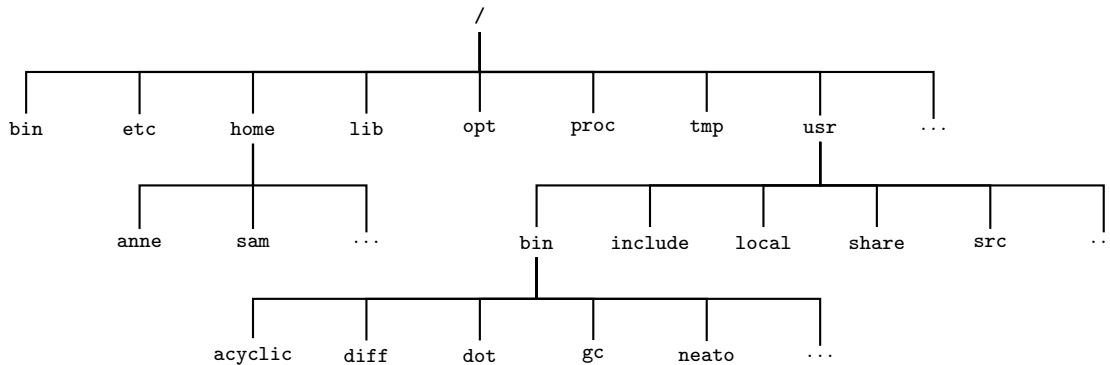 /
bin etc home lib opt proc tmp usr ...
anne sam ... bin include local share src ..
acyclic diff dot gc neato ...